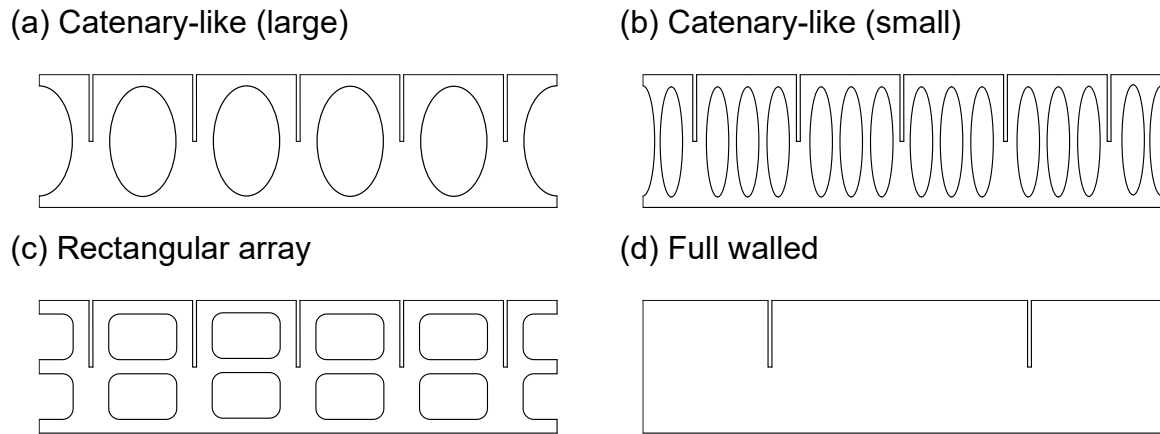 (a) Catenary-like (large)
(b) Catenary-like (small)
(c) Rectangular array
(d) Full walled